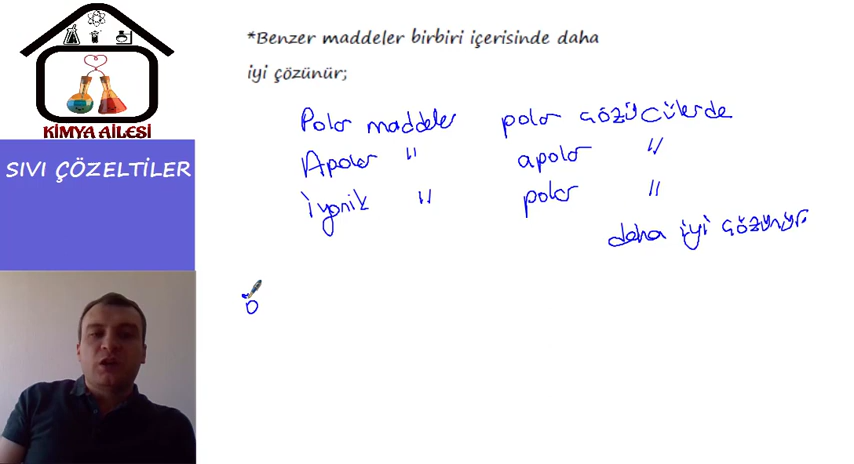 KİMYA AİLESİ
SIVI ÇÖZELTİLER
*Benzer maddeler birbiri içerisinde daha
iyi çözünür;
Polar maddeler polar çözücülerde
Apolar " apolar "
İyonik " polar "
daha iyi çözünür.
Ö